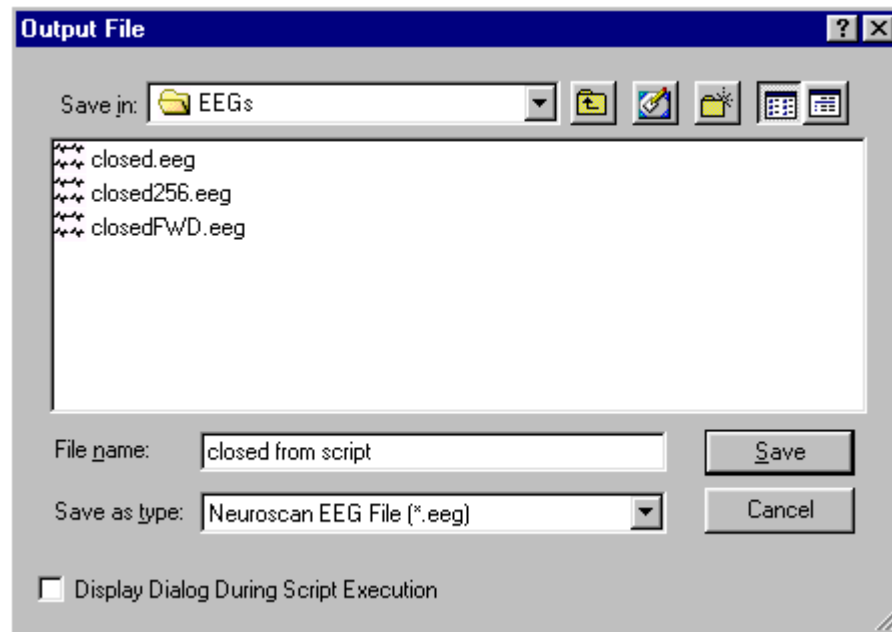 Output File
Save in: EEGs
closed.eeg
closed256.eeg
closedFWD.eeg
File name: closed from script Save
Save as type: Neuroscan EEG File (*.eeg) Cancel
Display Dialog During Script Execution